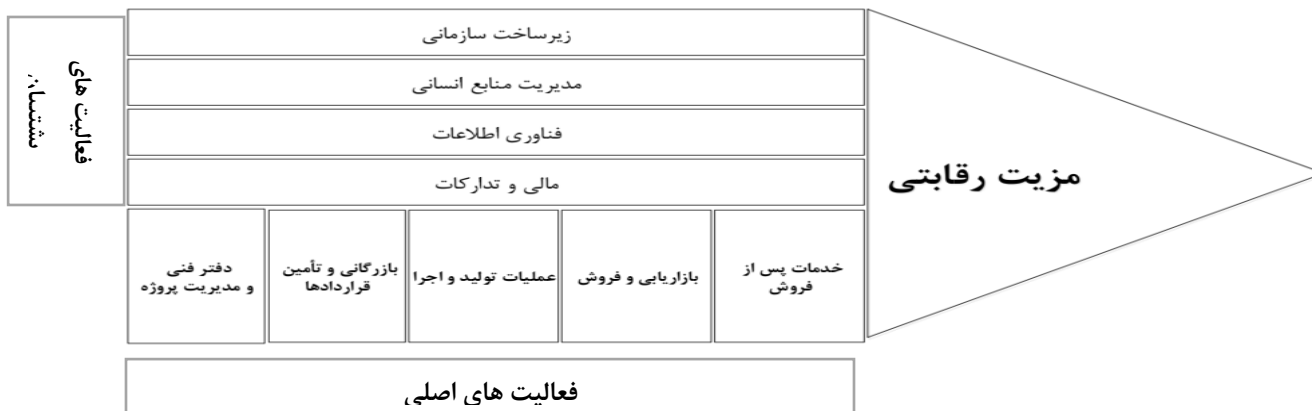 زیرساخت سازمانی
فعالیت های
مدیریت منابع انسانی
فناوری اطلاعات
مالی و تدارکات
مزیت رقابتی
دفتر فنی
و مدیریت پروژه
بازرگانی و تأمین
قراردادها
عملیات تولید و اجرا
بازاریابی و فروش
خدمات پس از
فروش
فعالیت های اصلی